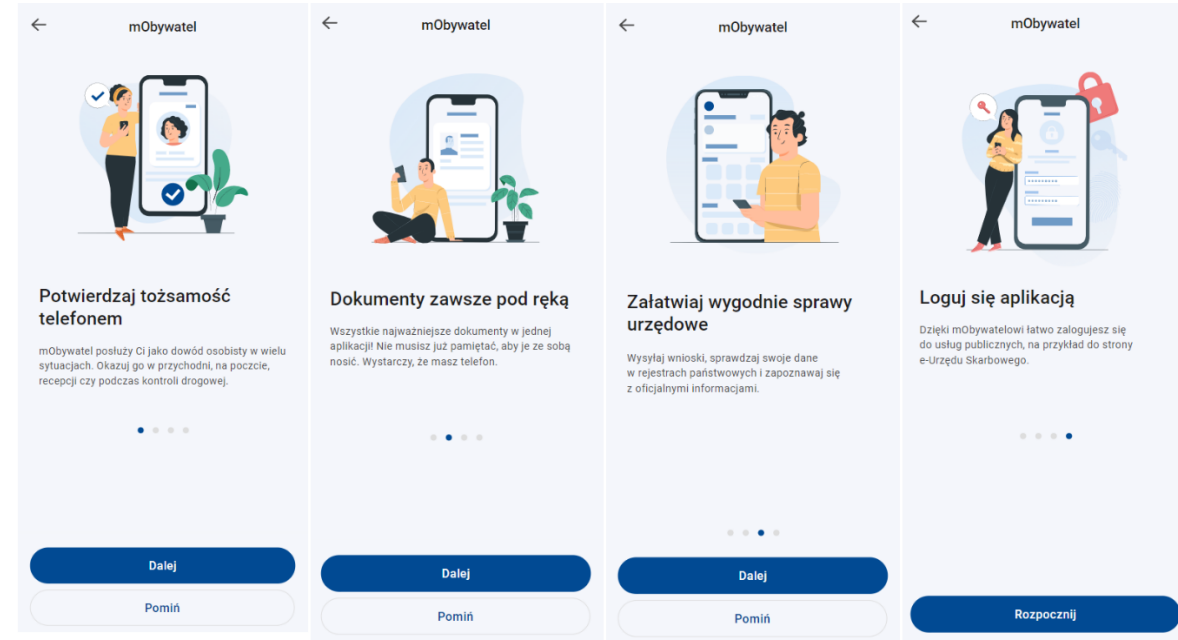 mObywatel
Potwierdzaj tożsamość
telefonem
mObywatel posłuży Ci jako dowód osobisty w wielu
sytuacjach. Okazuj go w przychodni, na poczcie,
recepcji czy podczas kontroli drogowej.
Dalej
Pomiń
mObywatel
Dokumenty zawsze pod ręką
Wszystkie najważniejsze dokumenty w jednej
aplikacji! Nie musisz już pamiętać, aby je ze sobą
nosić. Wystarczy, że masz telefon.
Dalej
Pomiń
mObywatel
Załatwiaj wygodnie sprawy
urzędowe
Wysyłaj wnioski, sprawdzaj swoje dane
w rejestrach państwowych i zapoznawaj się
z oficjalnymi informacjami.
Dalej
Pomiń
mObywatel
Loguj się aplikacją
Dzięki mObywatelowi łatwo zalogujesz się
do usług publicznych, na przykład do strony
e-Urzędu Skarbowego.
Rozpocznij